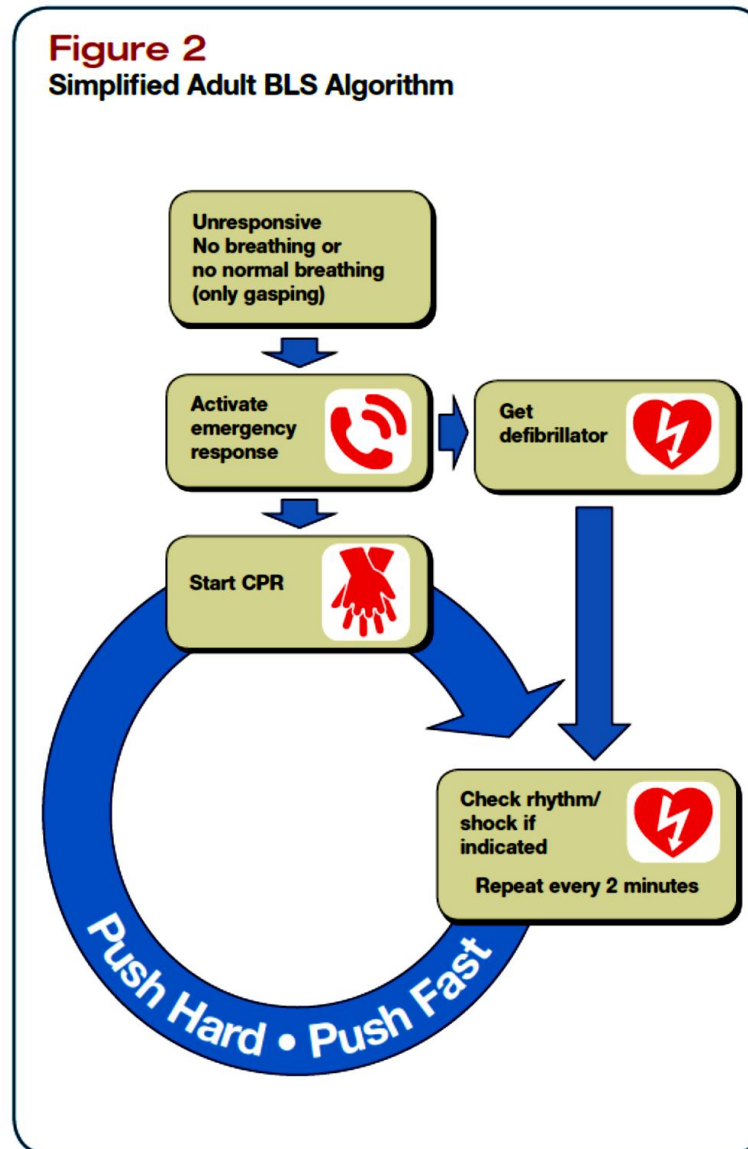 Figure 2
Simplified Adult BLS Algorithm
Unresponsive
No breathing or
no normal breathing
(only gasping)
Activate
emergency
response
Get
defibrillator
Start CPR
Check rhythm/
shock if
indicated
Repeat every 2 minutes
Push Hard • Push Fast